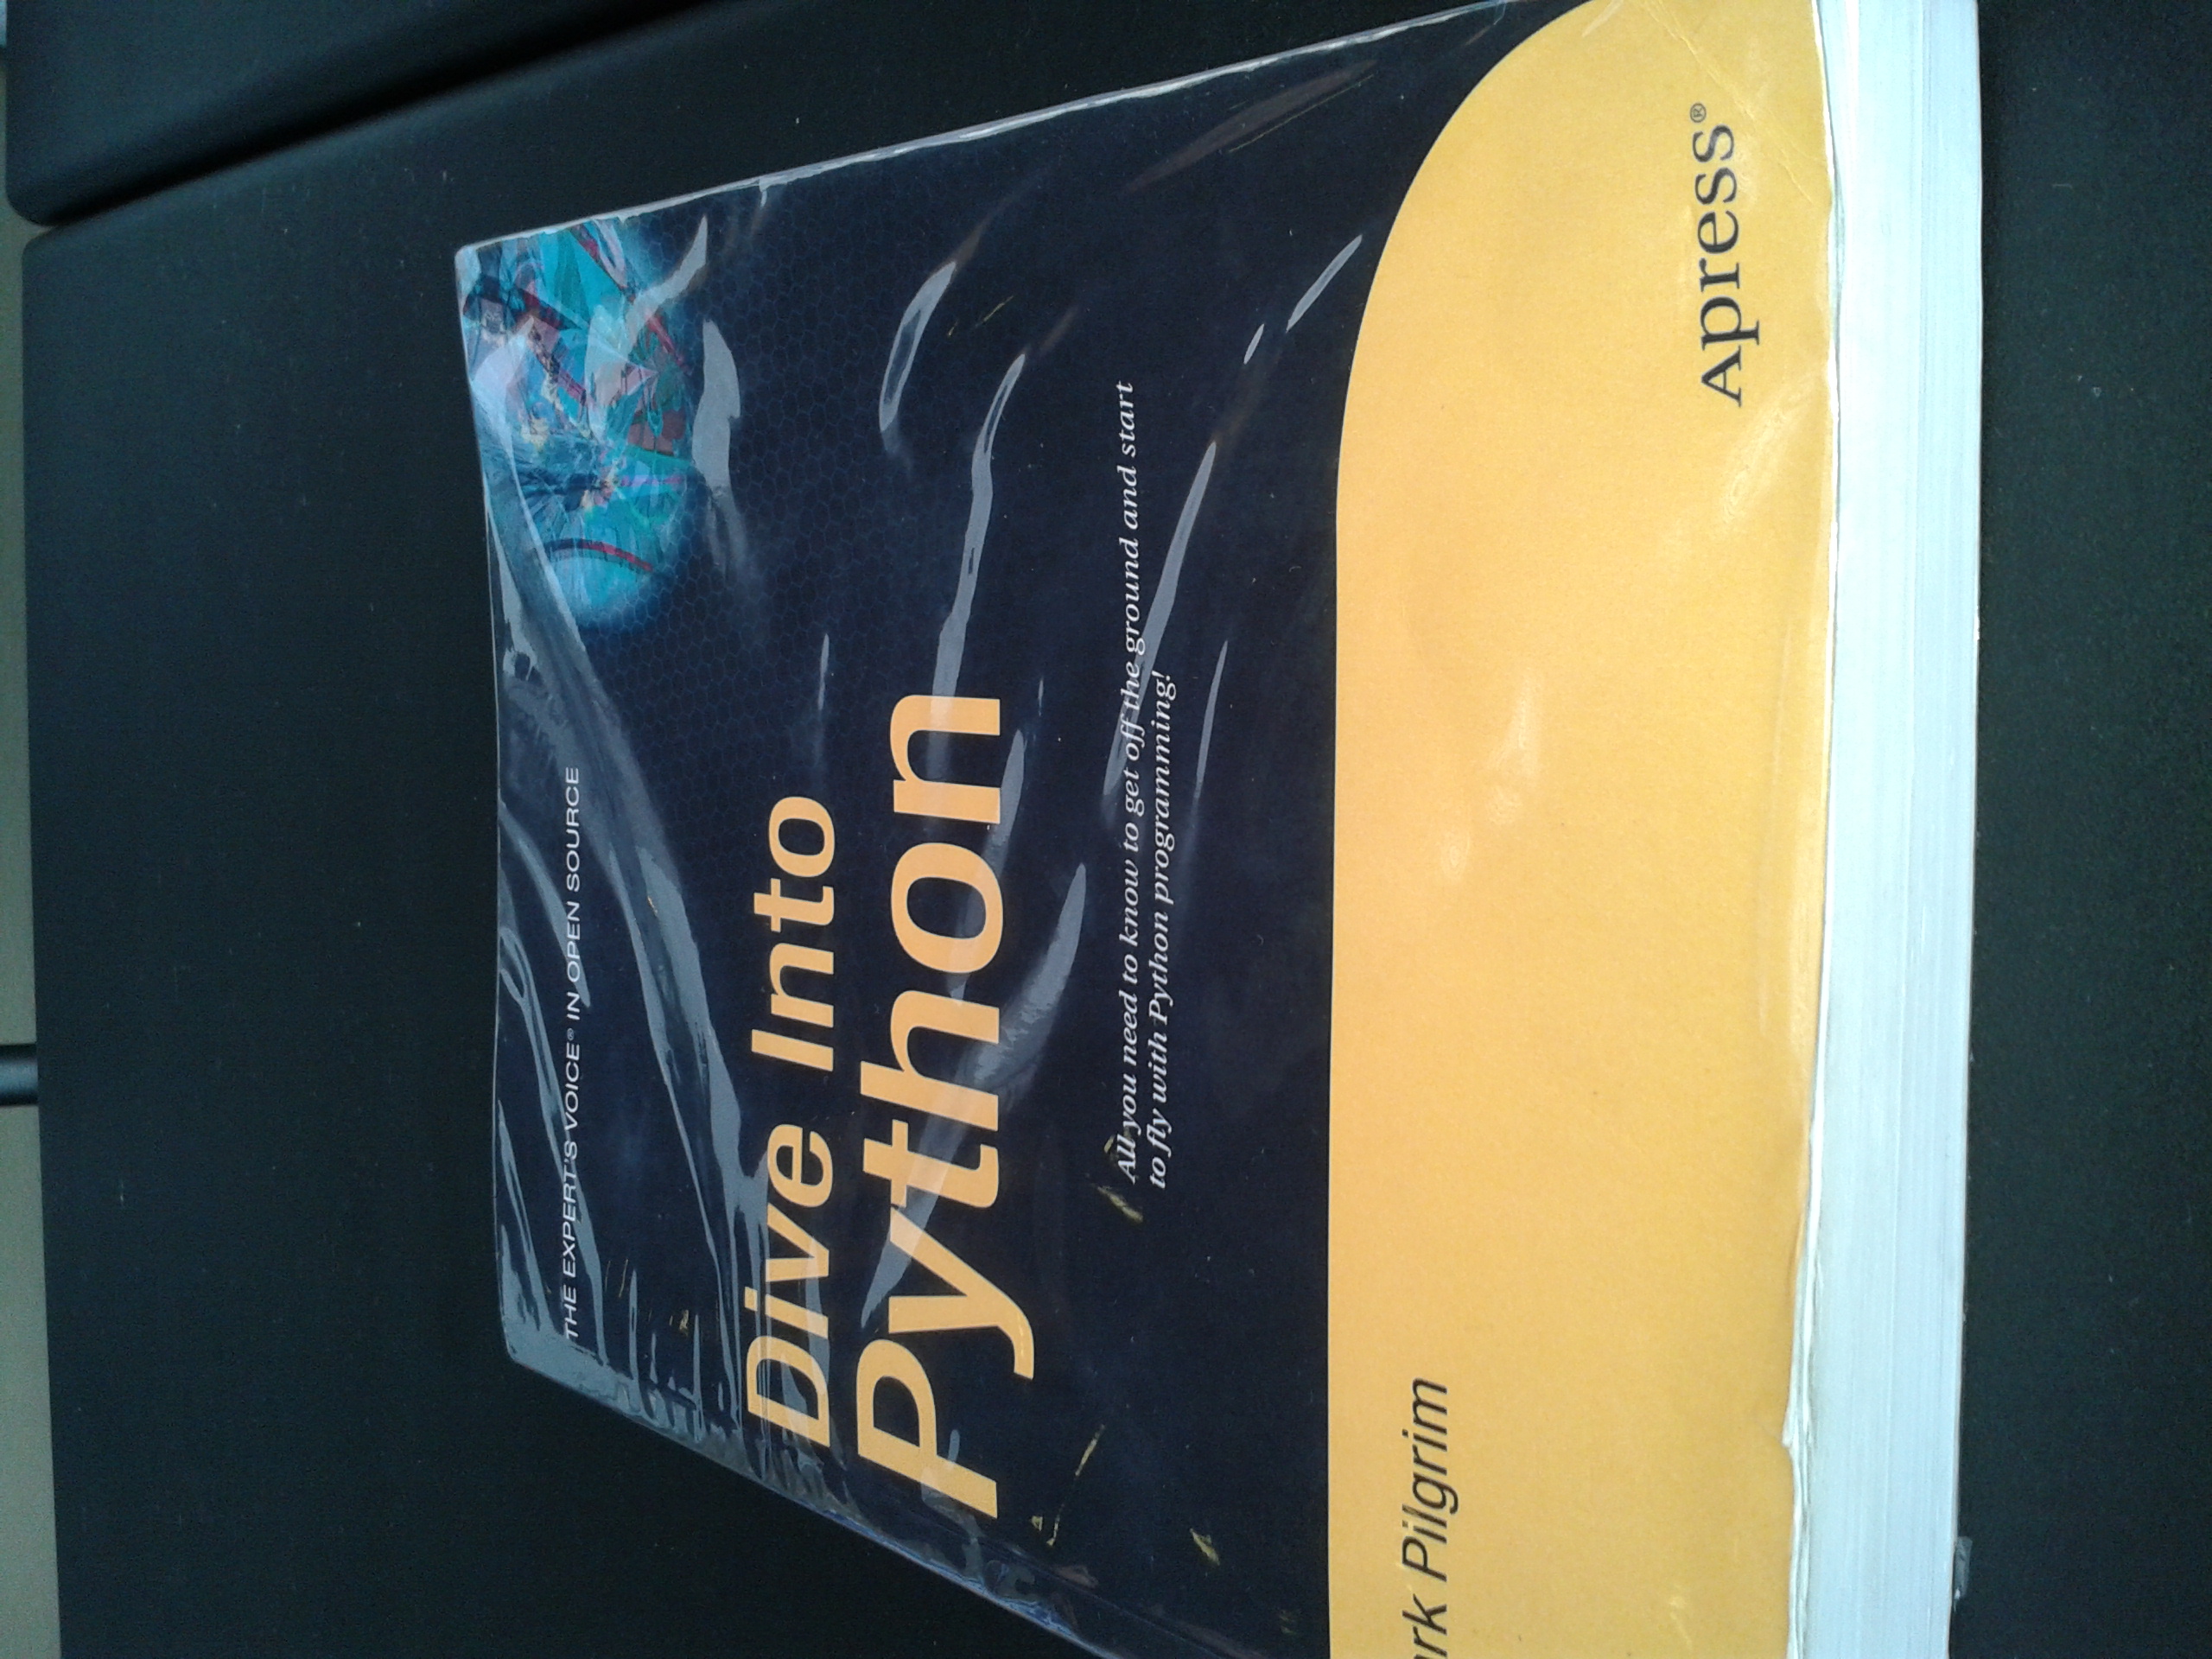 THE EXPERT'S VOICE® IN OPEN SOURCE
Dive Into
Python
All you need to know to get off the ground and start
to fly with Python programming!
ark Pilgrim
Apress®